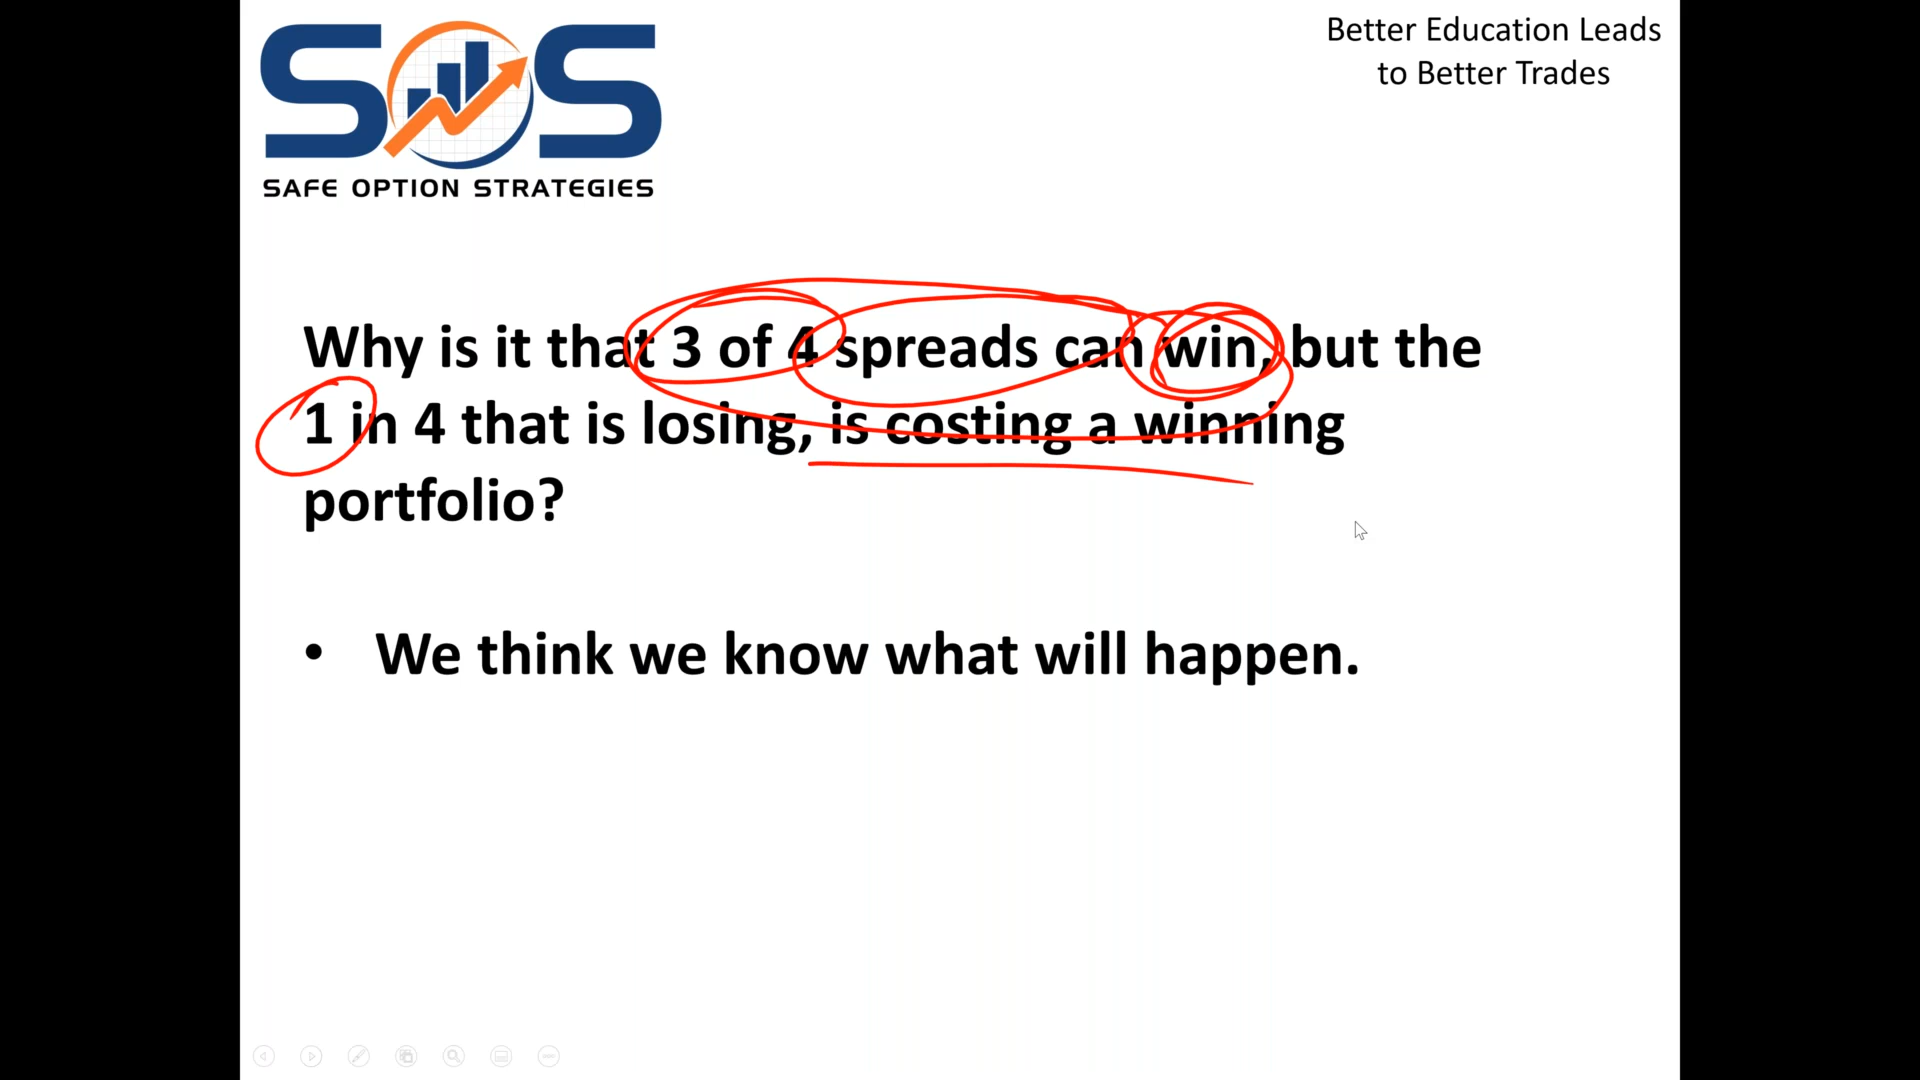 SOS
SAFE OPTION STRATEGIES
Better Education Leads
to Better Trades
Why is it that 3 of 4 spreads can win, but the
1 in 4 that is losing, is costing a winning
portfolio?
• We think we know what will happen.